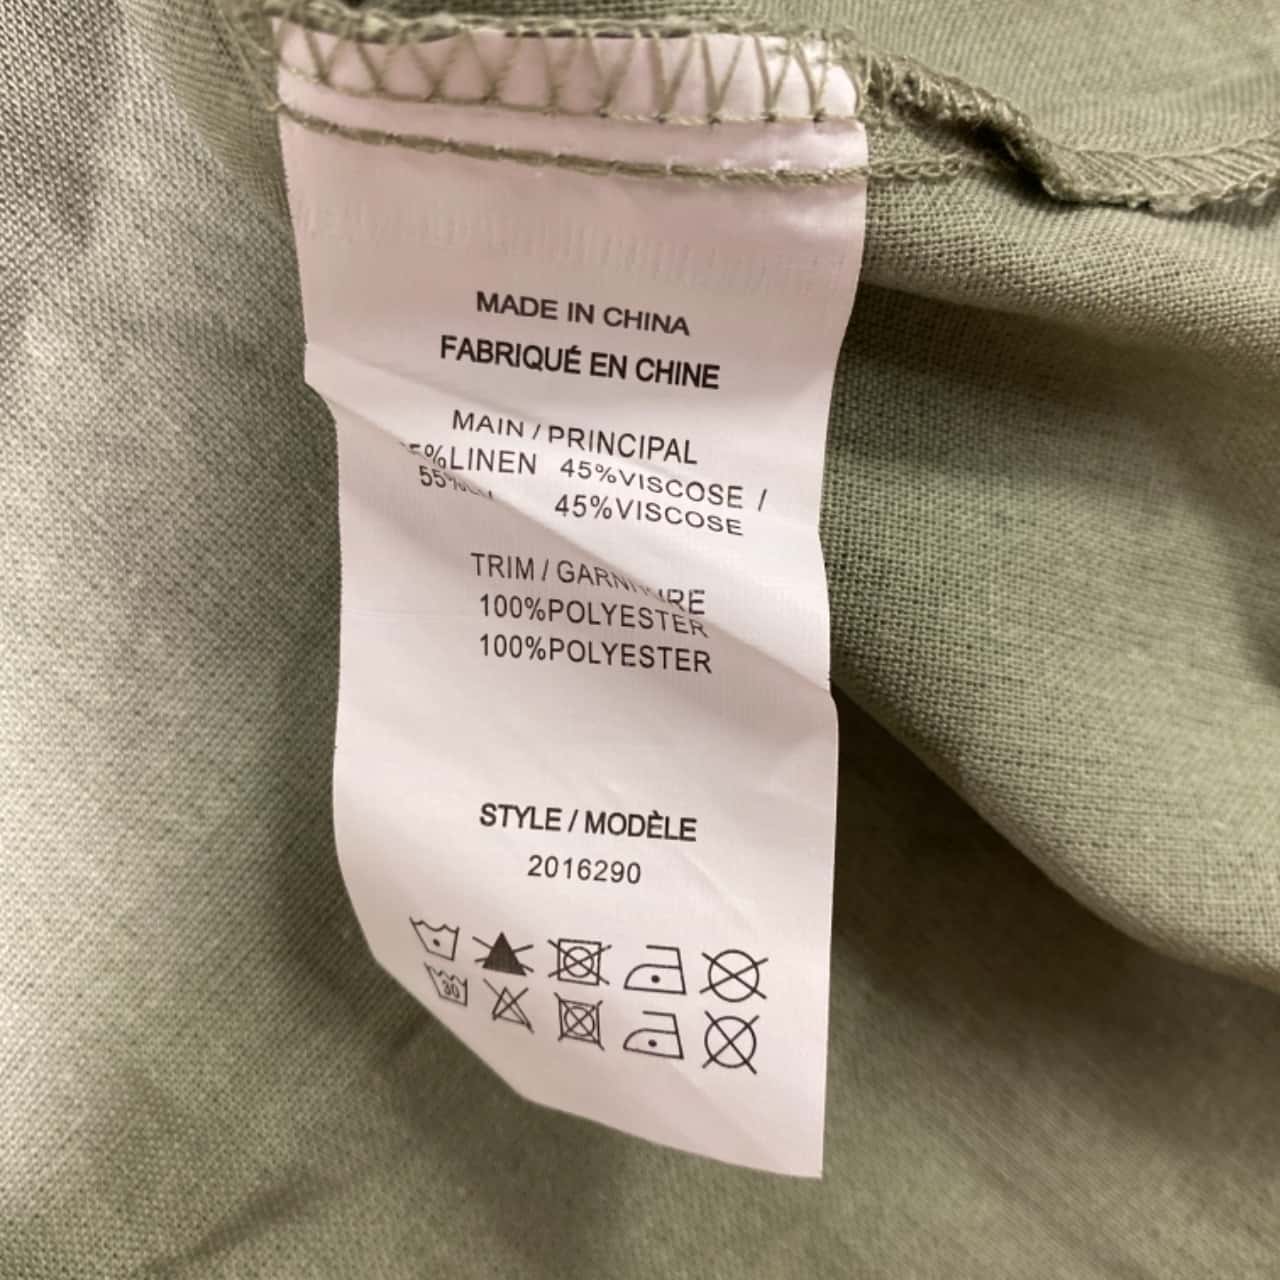 MADE IN CHINA
FABRIQUÉ EN CHINE
MAIN / PRINCIPAL
%LINEN 45%VISCOSE /
55% 45%VISCOSE
TRIM / GARNITURE
100%POLYESTER
100%POLYESTER
STYLE / MODÈLE
2016290
30